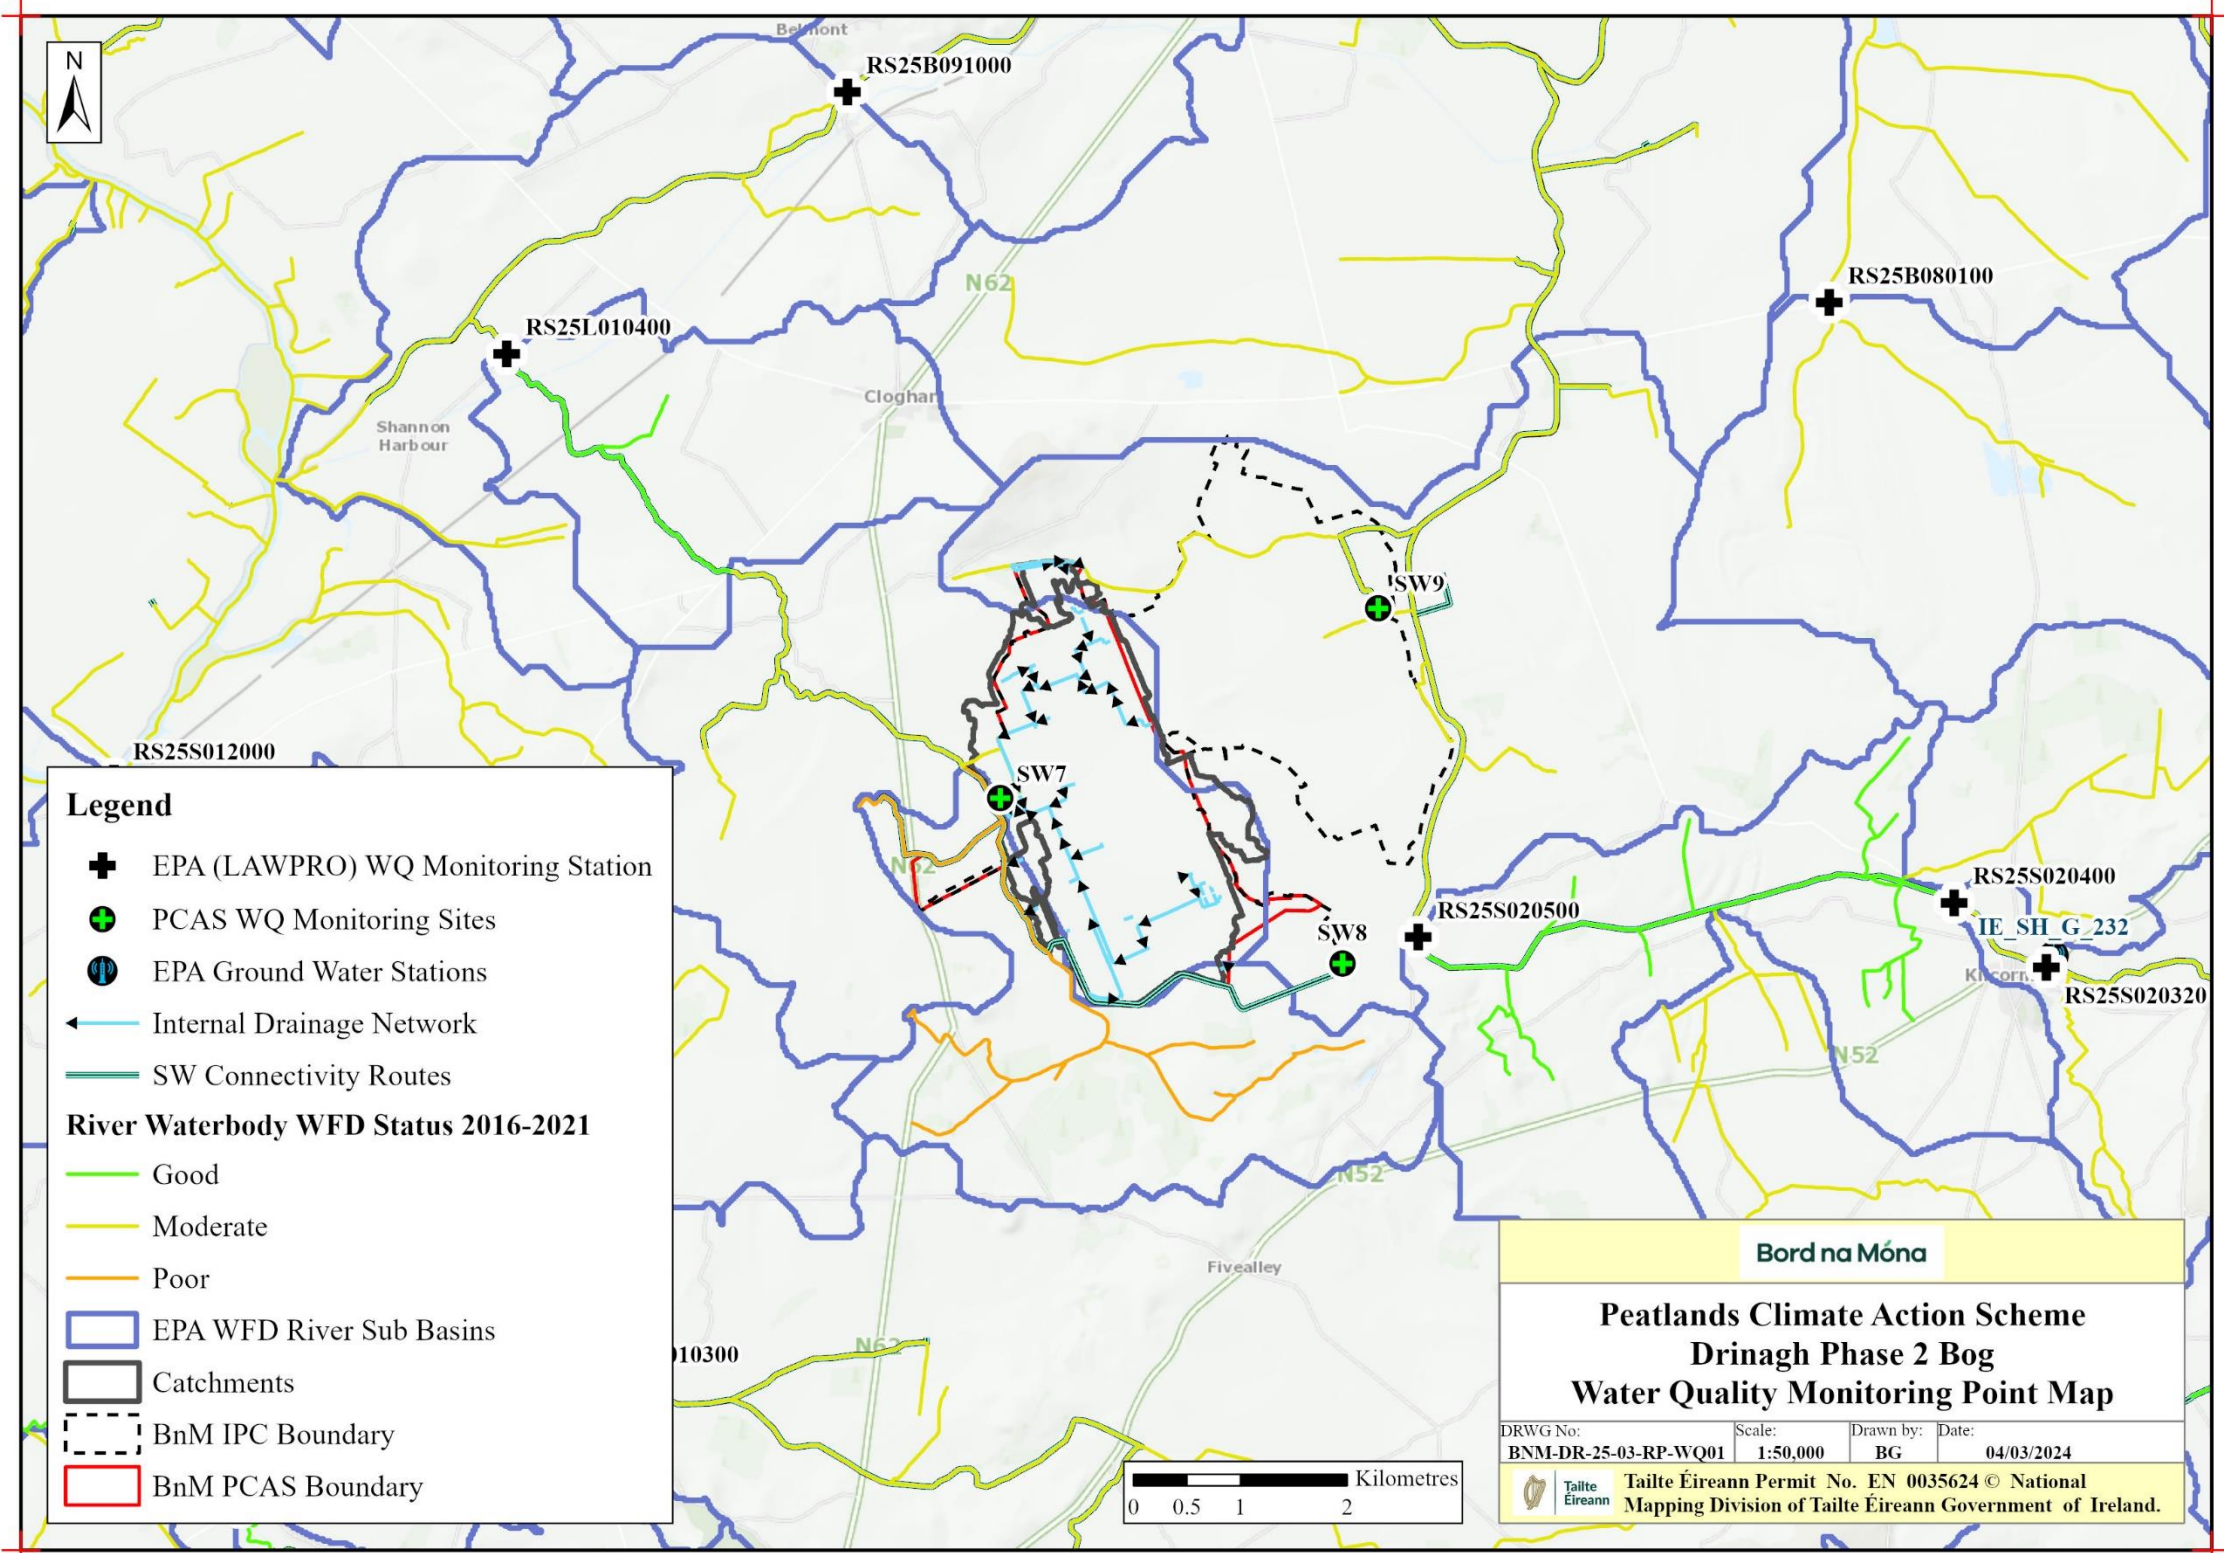 N
Belmont
RS25B091000
RS25B080100
N62
RS25L010400
Cloghan
Shannon
Harbour
SW9
RS25S012000
SW7
N62
RS25S020400
RS25S020500
IE_SH_G_232
SW8
RS25S020320
N52
N52
Fivealley
N62
10300
Legend
EPA (LAWPRO) WQ Monitoring Station
PCAS WQ Monitoring Sites
EPA Ground Water Stations
Internal Drainage Network
SW Connectivity Routes
River Waterbody WFD Status 2016-2021
Good
Moderate
Poor
EPA WFD River Sub Basins
Catchments
BnM IPC Boundary
BnM PCAS Boundary
Kilometres
0 0.5 1 2
Bord na Móna
Peatlands Climate Action Scheme
Drinagh Phase 2 Bog
Water Quality Monitoring Point Map
DRWG No: Scale: Drawn by: Date:
BNM-DR-25-03-RP-WQ01 1:50,000 BG 04/03/2024
Tailte
Éireann
Tailte Éireann Permit No. EN 0035624 © National
Mapping Division of Tailte Éireann Government of Ireland.